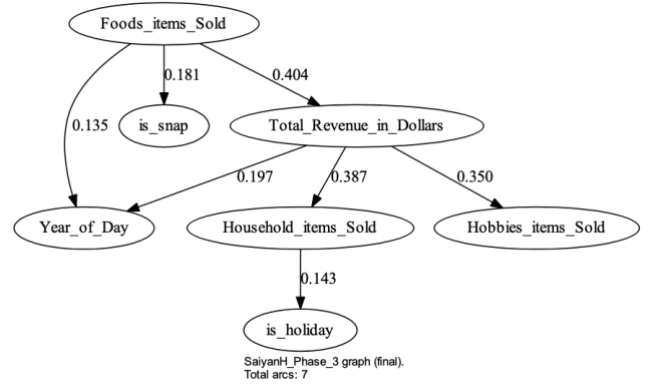 Foods_items_Sold
0.181
0.404
0.135
is_snap
Total_Revenue_in_Dollars
0.197
0.387
0.350
Year_of_Day
Household_items_Sold
Hobbies_items_Sold
0.143
is_holiday
SaiyanH_Phase_3 graph (final).
Total arcs: 7